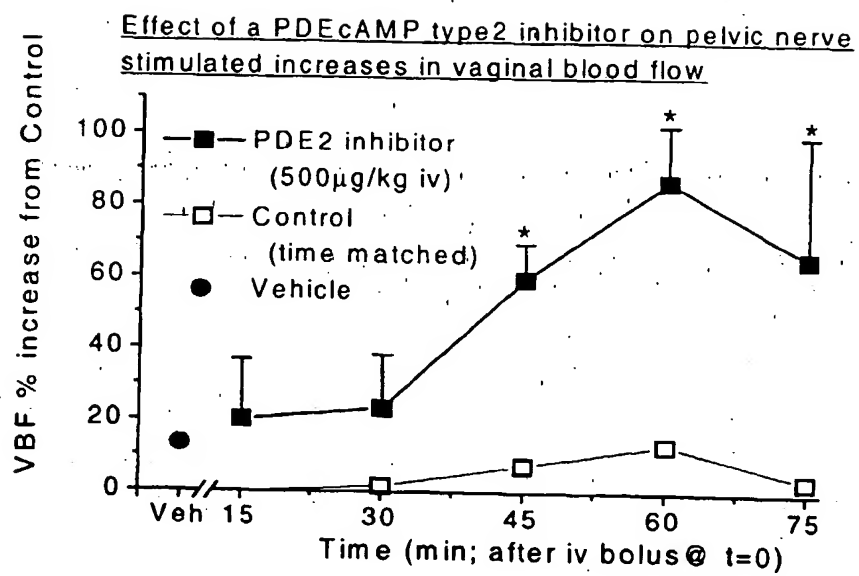 Effect of a PDEcAMP type2 inhibitor on pelvic nerve
stimulated increases in vaginal blood flow
VBF % increase from Control
100
80
60
40
20
0
PDE2 inhibitor
(500µg/kg iv)
Control
(time matched)
Vehicle
*
*
*
Veh 15 30 45 60 75
Time (min; after iv bolus@ t=0)